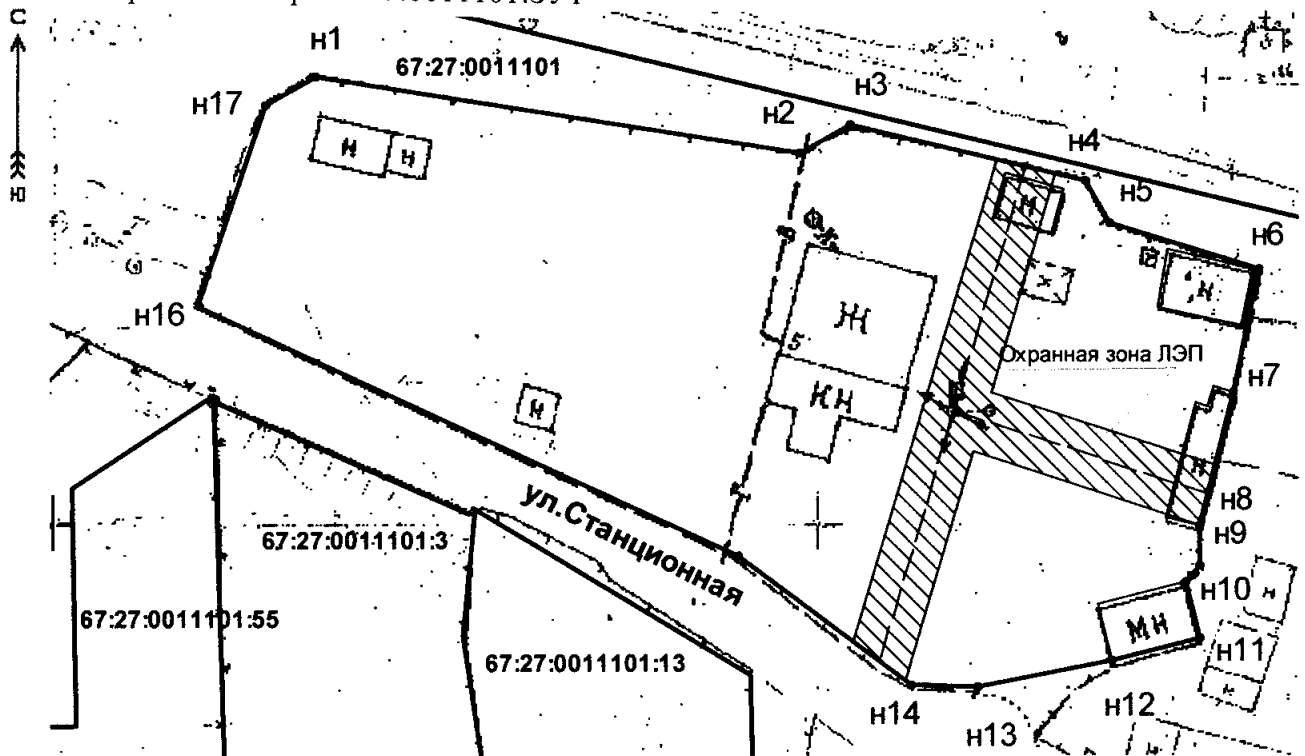 С
Ю
н1
67:27:0011101
н17
н2
н3
н4
н5
н6
Н
Н
М
Н
Ж
5
КН
Охранная зона ЛЭП
н7
н16
Н
Н
н8
н9
ул.Станционная
67:27:0011101:3
67:27:0011101:55
67:27:0011101:13
н10
МН
н
н11
н
н12
н13
н14
н